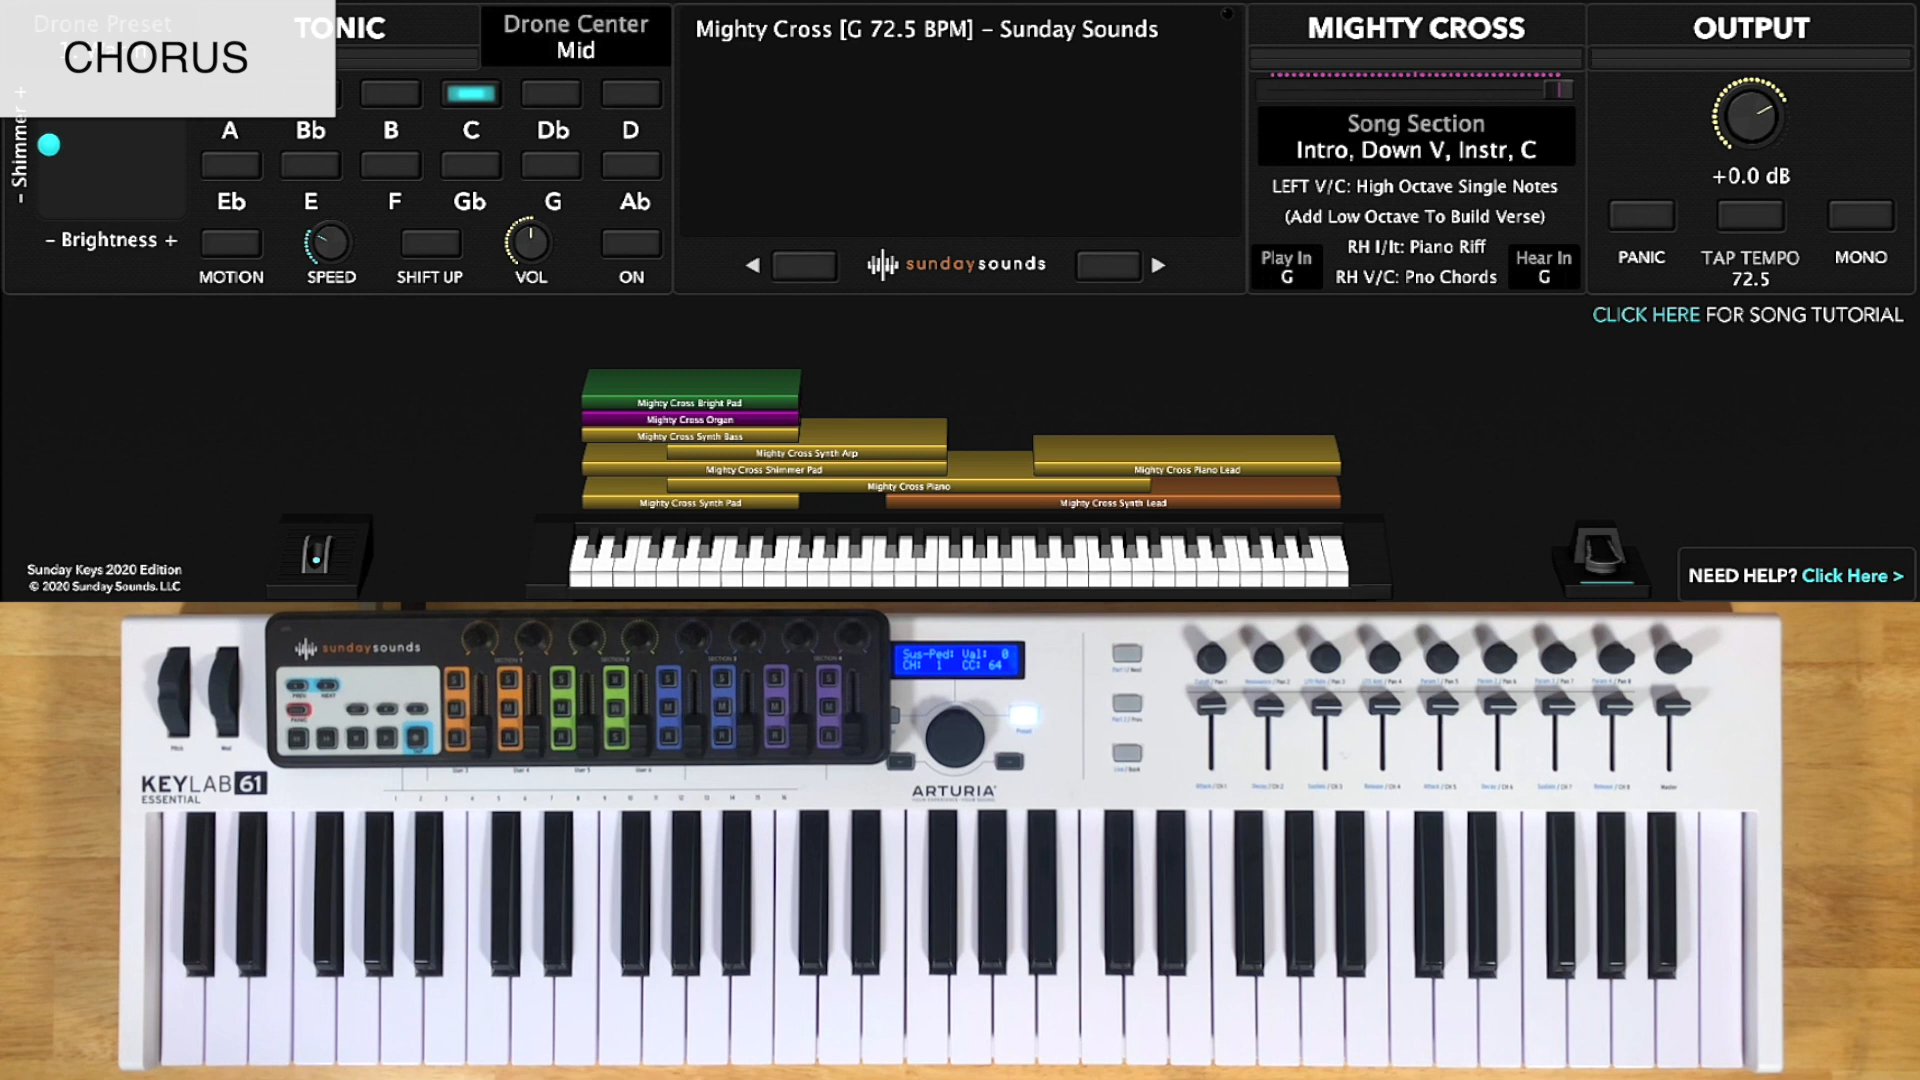 Drone Preset
CHORUS
TONIC
Drone Center
Mid
Mighty Cross [G 72.5 BPM] – Sunday Sounds
MIGHTY CROSS
OUTPUT
A Bb B C Db D
Eb E F Gb G Ab
- Shimmer +
- Brightness +
MOTION SPEED SHIFT UP VOL ON
sundaysounds
Song Section
Intro, Down V, Instr, C
LEFT V/C: High Octave Single Notes
(Add Low Octave To Build Verse)
RH I/It: Piano Riff
RH V/C: Pno Chords
Play In
G
Hear In
G
+0.0 dB
PANIC TAP TEMPO MONO
72.5
CLICK HERE FOR SONG TUTORIAL
Mighty Cross Bright Pad
Mighty Cross Organ
Mighty Cross Synth Bass
Mighty Cross Synth Arp
Mighty Cross Shimmer Pad
Mighty Cross Piano Lead
Mighty Cross Piano
Mighty Cross Synth Pad
Mighty Cross Synth Lead
Sunday Keys 2020 Edition
© 2020 Sunday Sounds, LLC
NEED HELP? Click Here >
sundaysounds
Sus-Ped: Val: 0
CH: 1 CC: 64
PREV NEXT
PANIC
Pitch Mod
KEYLAB 61
ESSENTIAL
ARTURIA